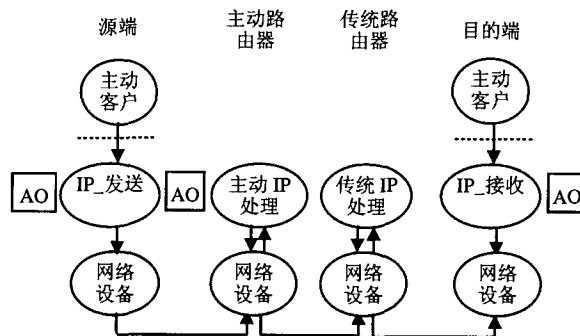 源端
主动路
由器
传统路
由器
目的端
主动
客户
主动
客户
AO
IP_发送
AO
主动 IP
处理
传统 IP
处理
IP_接收
AO
网络
设备
网络
设备
网络
设备
网络
设备